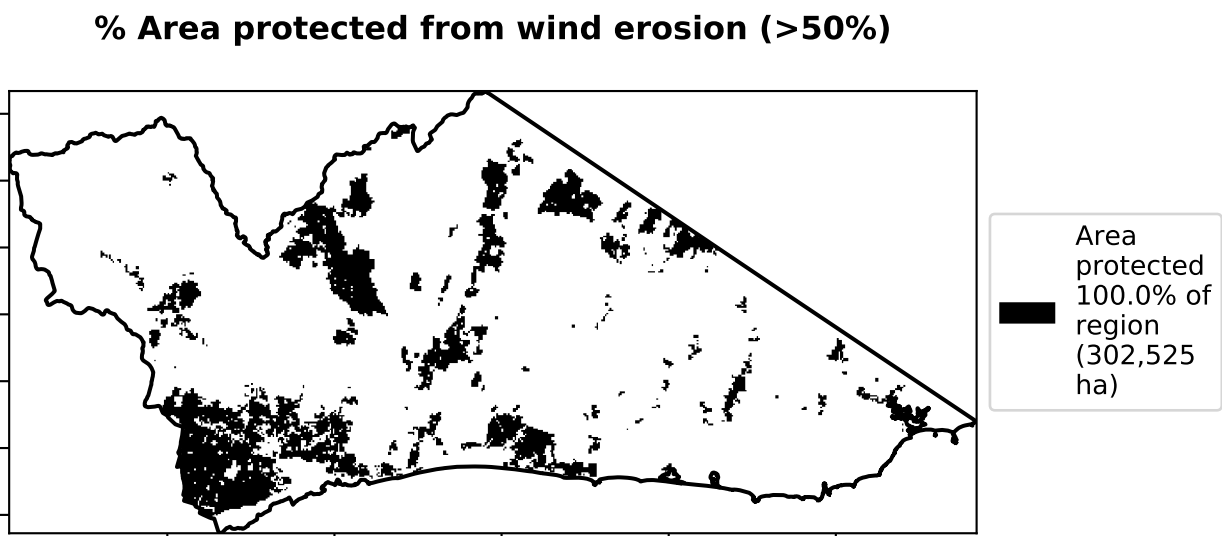 % Area protected from wind erosion (>50%)
Area
protected
100.0% of
region
(302,525
ha)